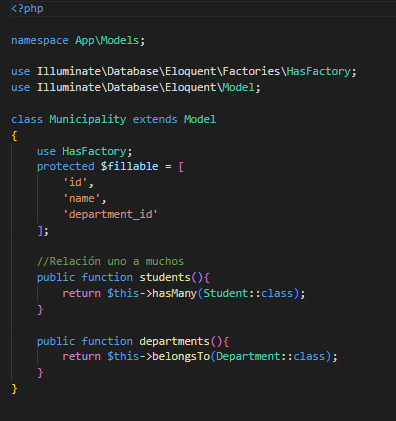 <?php
namespace App\Models;
use Illuminate\Database\Eloquent\Factories\HasFactory;
use Illuminate\Database\Eloquent\Model;
class Municipality extends Model
{
use HasFactory;
protected $fillable = [
'id',
'name',
'department_id'
];
//Relación uno a muchos
public function students(){
return $this->hasMany(Student::class);
}
public function departments(){
return $this->belongsTo(Department::class);
}
}